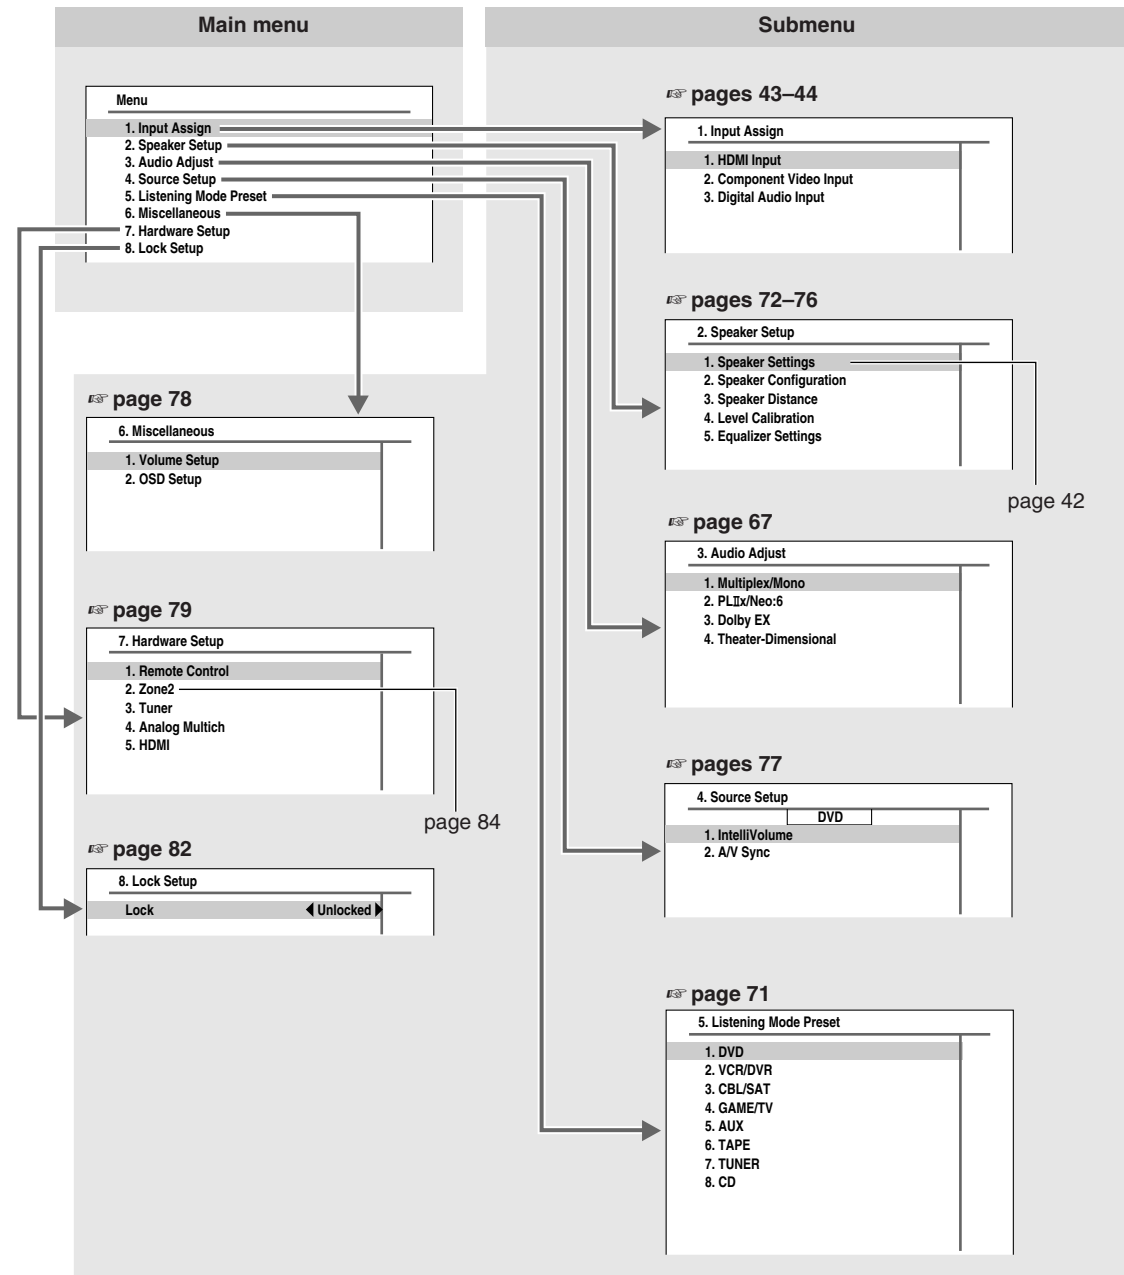 Main menu
Submenu
Menu
1. Input Assign
2. Speaker Setup
3. Audio Adjust
4. Source Setup
5. Listening Mode Preset
6. Miscellaneous
7. Hardware Setup
8. Lock Setup
☞ pages 43–44
1. Input Assign
1. HDMI Input
2. Component Video Input
3. Digital Audio Input
☞ pages 72–76
2. Speaker Setup
1. Speaker Settings
2. Speaker Configuration
3. Speaker Distance
4. Level Calibration
5. Equalizer Settings
page 42
☞ page 78
6. Miscellaneous
1. Volume Setup
2. OSD Setup
☞ page 67
3. Audio Adjust
1. Multiplex/Mono
2. PLⅡx/Neo:6
3. Dolby EX
4. Theater-Dimensional
☞ page 79
7. Hardware Setup
1. Remote Control
2. Zone2
3. Tuner
4. Analog Multich
5. HDMI
page 84
☞ pages 77
4. Source Setup
DVD
1. IntelliVolume
2. A/V Sync
☞ page 82
8. Lock Setup
Lock ◀ Unlocked ▶
☞ page 71
5. Listening Mode Preset
1. DVD
2. VCR/DVR
3. CBL/SAT
4. GAME/TV
5. AUX
6. TAPE
7. TUNER
8. CD